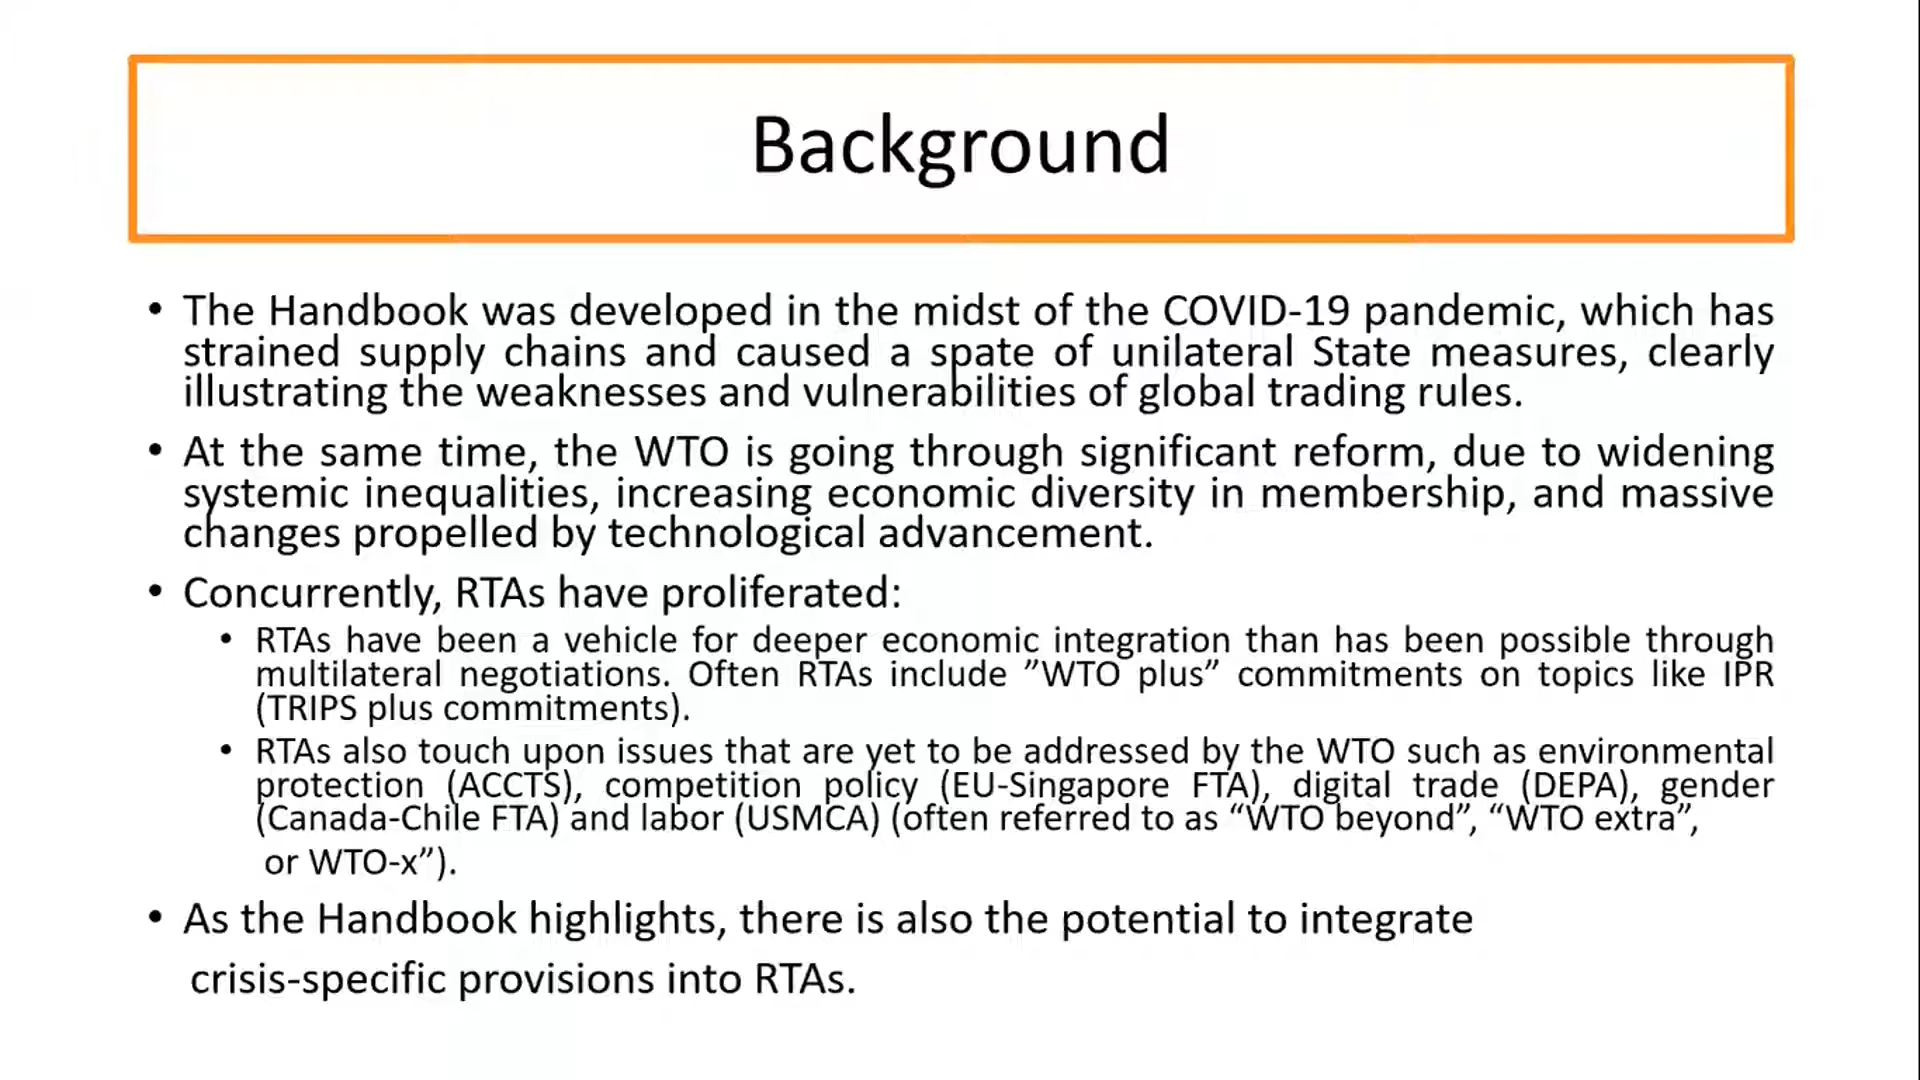 Background
• The Handbook was developed in the midst of the COVID-19 pandemic, which has
strained supply chains and caused a spate of unilateral State measures, clearly
illustrating the weaknesses and vulnerabilities of global trading rules.
• At the same time, the WTO is going through significant reform, due to widening
systemic inequalities, increasing economic diversity in membership, and massive
changes propelled by technological advancement.
• Concurrently, RTAs have proliferated:
• RTAs have been a vehicle for deeper economic integration than has been possible through
multilateral negotiations. Often RTAs include ”WTO plus” commitments on topics like IPR
(TRIPS plus commitments).
• RTAs also touch upon issues that are yet to be addressed by the WTO such as environmental
protection (ACCTS), competition policy (EU-Singapore FTA), digital trade (DEPA), gender
(Canada-Chile FTA) and labor (USMCA) (often referred to as “WTO beyond”, “WTO extra”,
or WTO-x”).
• As the Handbook highlights, there is also the potential to integrate
crisis-specific provisions into RTAs.